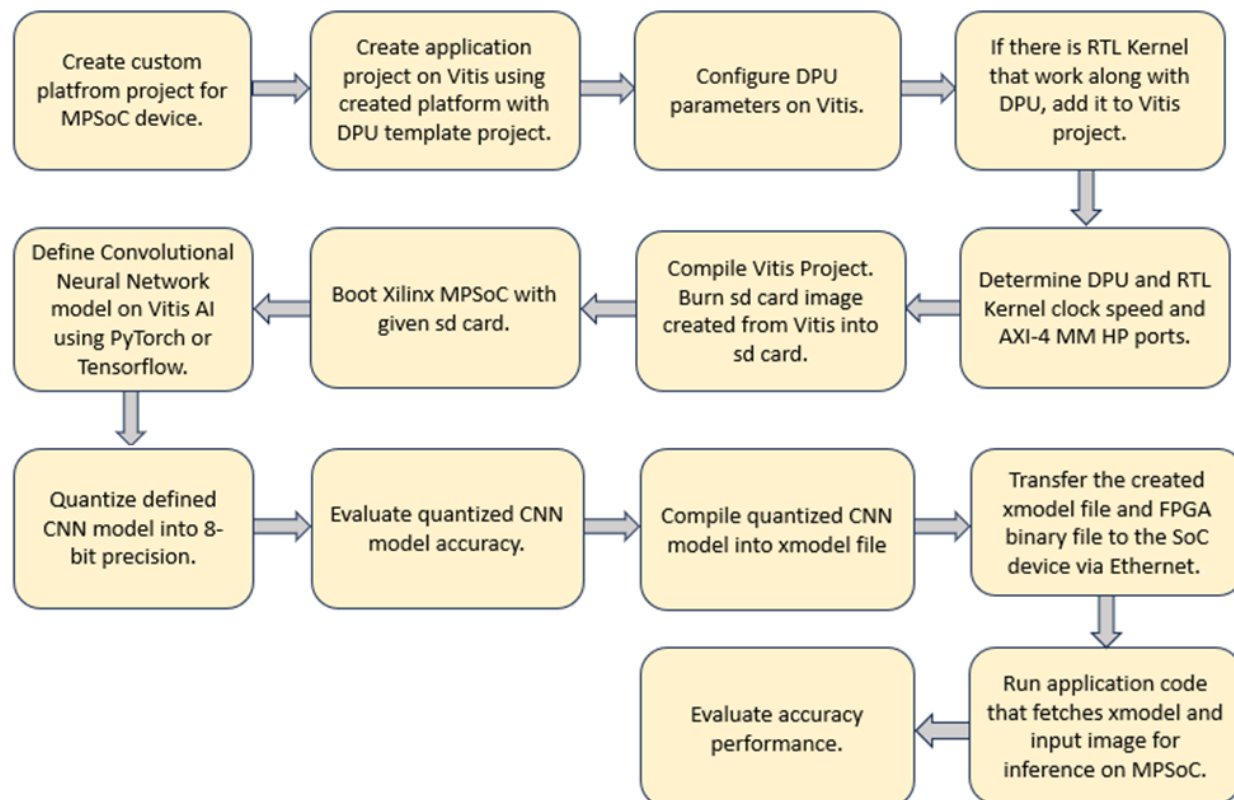 Create custom
platfrom project for
MPSoC device.
Create application
project on Vitis using
created platform with
DPU template project.
Configure DPU
parameters on Vitis.
If there is RTL Kernel
that work along with
DPU, add it to Vitis
project.
Determine DPU and RTL
Kernel clock speed and
AXI-4 MM HP ports.
Compile Vitis Project.
Burn sd card image
created from Vitis into
sd card.
Boot Xilinx MPSoC with
given sd card.
Define Convolutional
Neural Network
model on Vitis AI
using PyTorch or
Tensorflow.
Quantize defined
CNN model into 8-
bit precision.
Evaluate quantized CNN
model accuracy.
Compile quantized CNN
model into xmodel file
Transfer the created
xmodel file and FPGA
binary file to the SoC
device via Ethernet.
Run application code
that fetches xmodel and
input image for
inference on MPSoC.
Evaluate accuracy
performance.